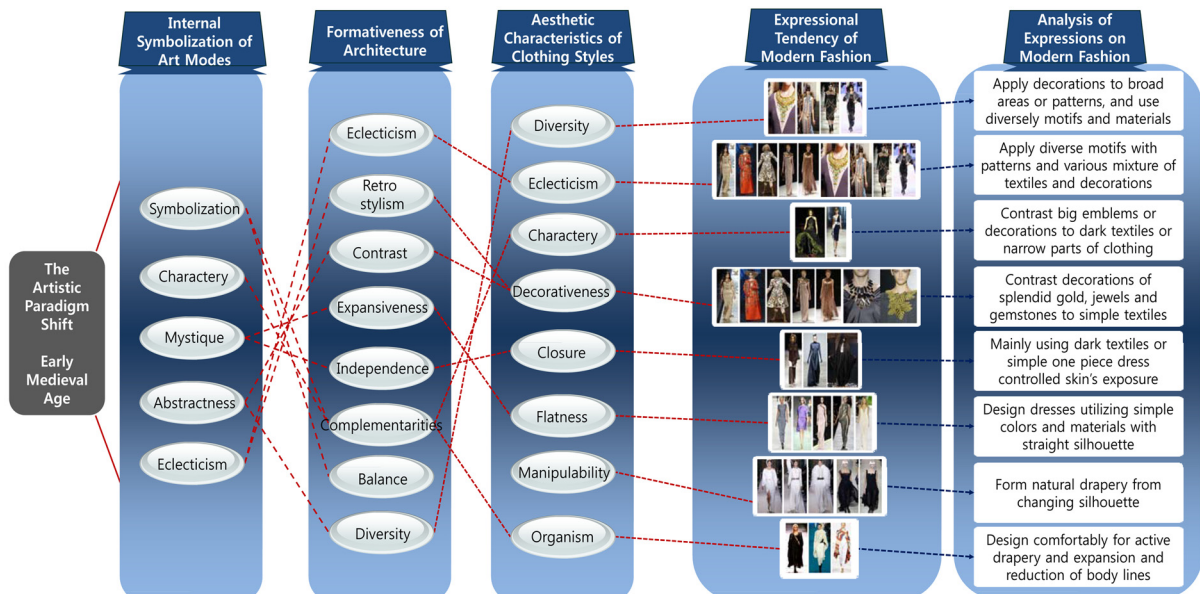 Internal
Symbolization of
Art Modes
Formativeness of
Architecture
Aesthetic
Characteristics of
Clothing Styles
Expressional
Tendency of
Modern Fashion
Analysis of
Expressions on
Modern Fashion
The
Artistic
Paradigm
Shift
Early
Medieval
Age
Symbolization
Charactery
Mystique
Abstractness
Eclecticism
Eclecticism
Retro
stylism
Contrast
Expansiveness
Independence
Complementarities
Balance
Diversity
Diversity
Eclecticism
Charactery
Decorativeness
Closure
Flatness
Manipulability
Organism
Apply decorations to broad
areas or patterns, and use
diversely motifs and materials
Apply diverse motifs with
patterns and various mixture of
textiles and decorations
Contrast big emblems or
decorations to dark textiles or
narrow parts of clothing
Contrast decorations of
splendid gold, jewels and
gemstones to simple textiles
Mainly using dark textiles or
simple one piece dress
controlled skin's exposure
Design dresses utilizing simple
colors and materials with
straight silhouette
Form natural drapery from
changing silhouette
Design comfortably for active
drapery and expansion and
reduction of body lines